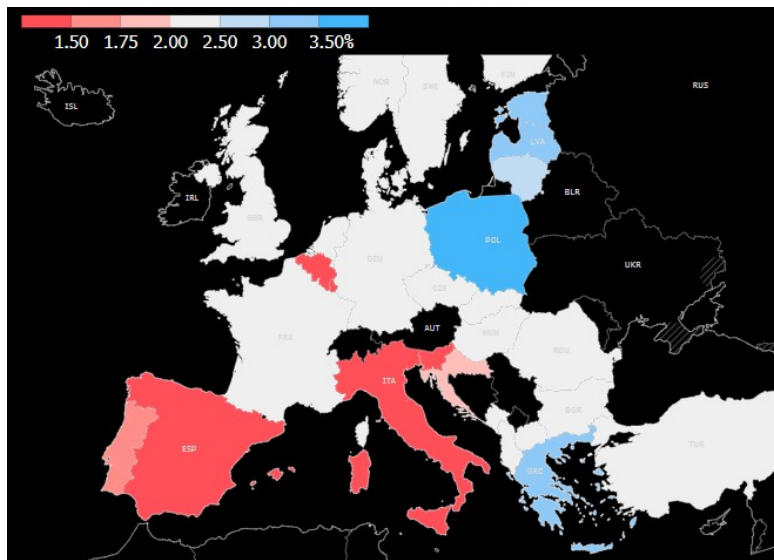 1.50 1.75 2.00 2.50 3.00 3.50%
NOR SWE FIN
ISL RUS
LVA
IRL BLR
GBR
POL
DEU UKR
CZE
AUT
FRA HUN ROU
ITA
BGR
ESP TUR
GRC